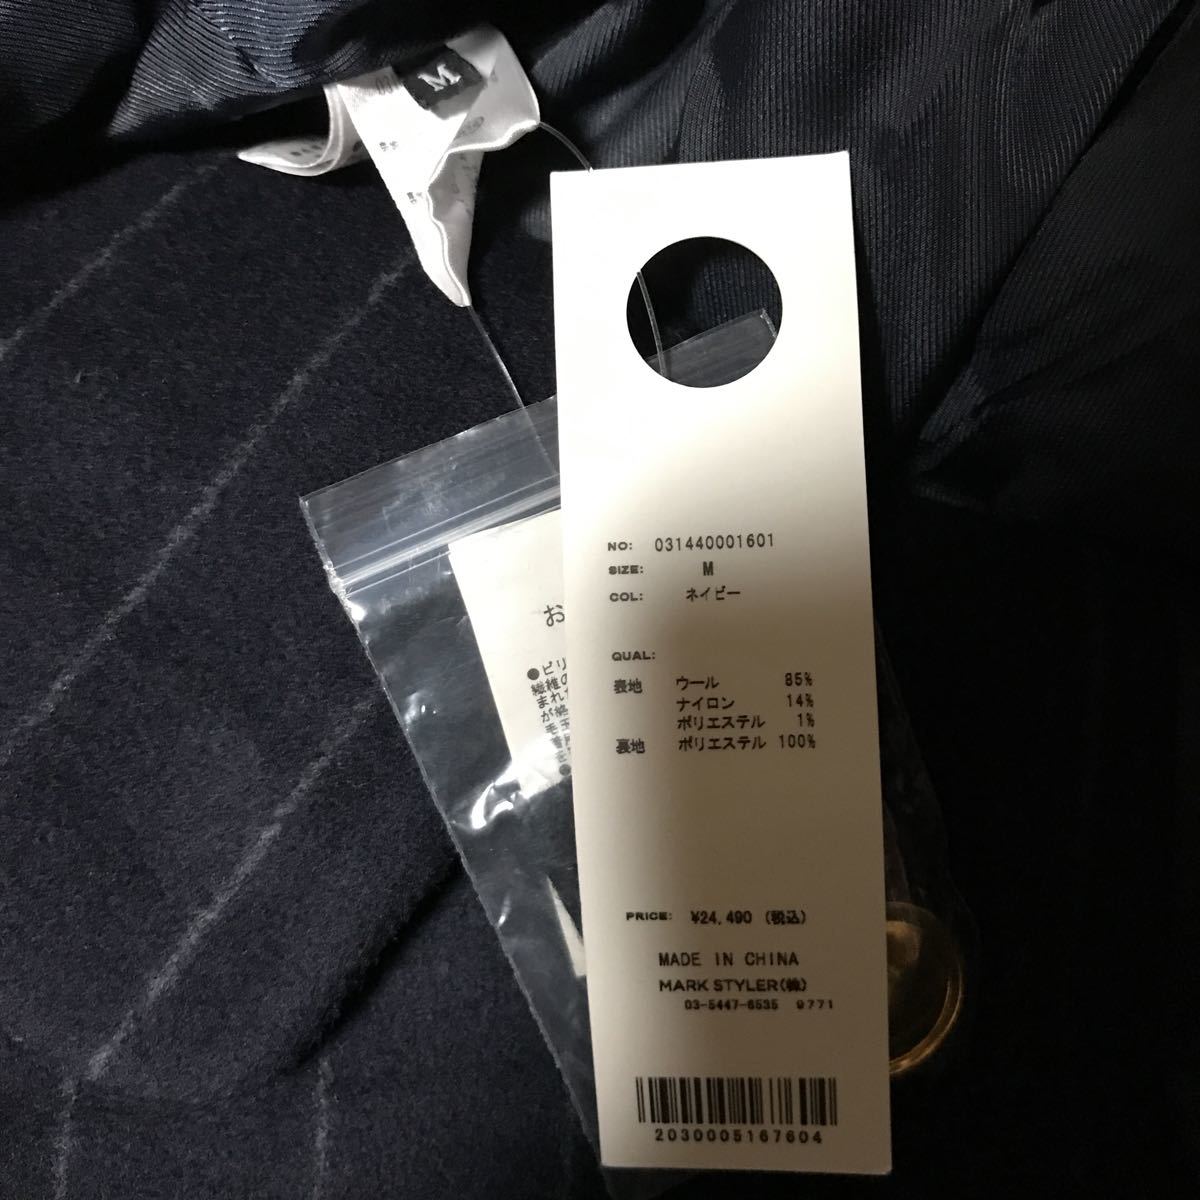 M
NO: 031440001601
SIZE: M
COL: ネイビー
QUAL:
表地 ウール 85%
ナイロン 14%
ポリエステル 1%
裏地 ポリエステル 100%
PRICE: ¥24,490 (税込)
MADE IN CHINA
MARK STYLER(株)
03-5447-6535 9771
2030005167604
お
●ピリ
繊維の
まれた
が絡
毛玉